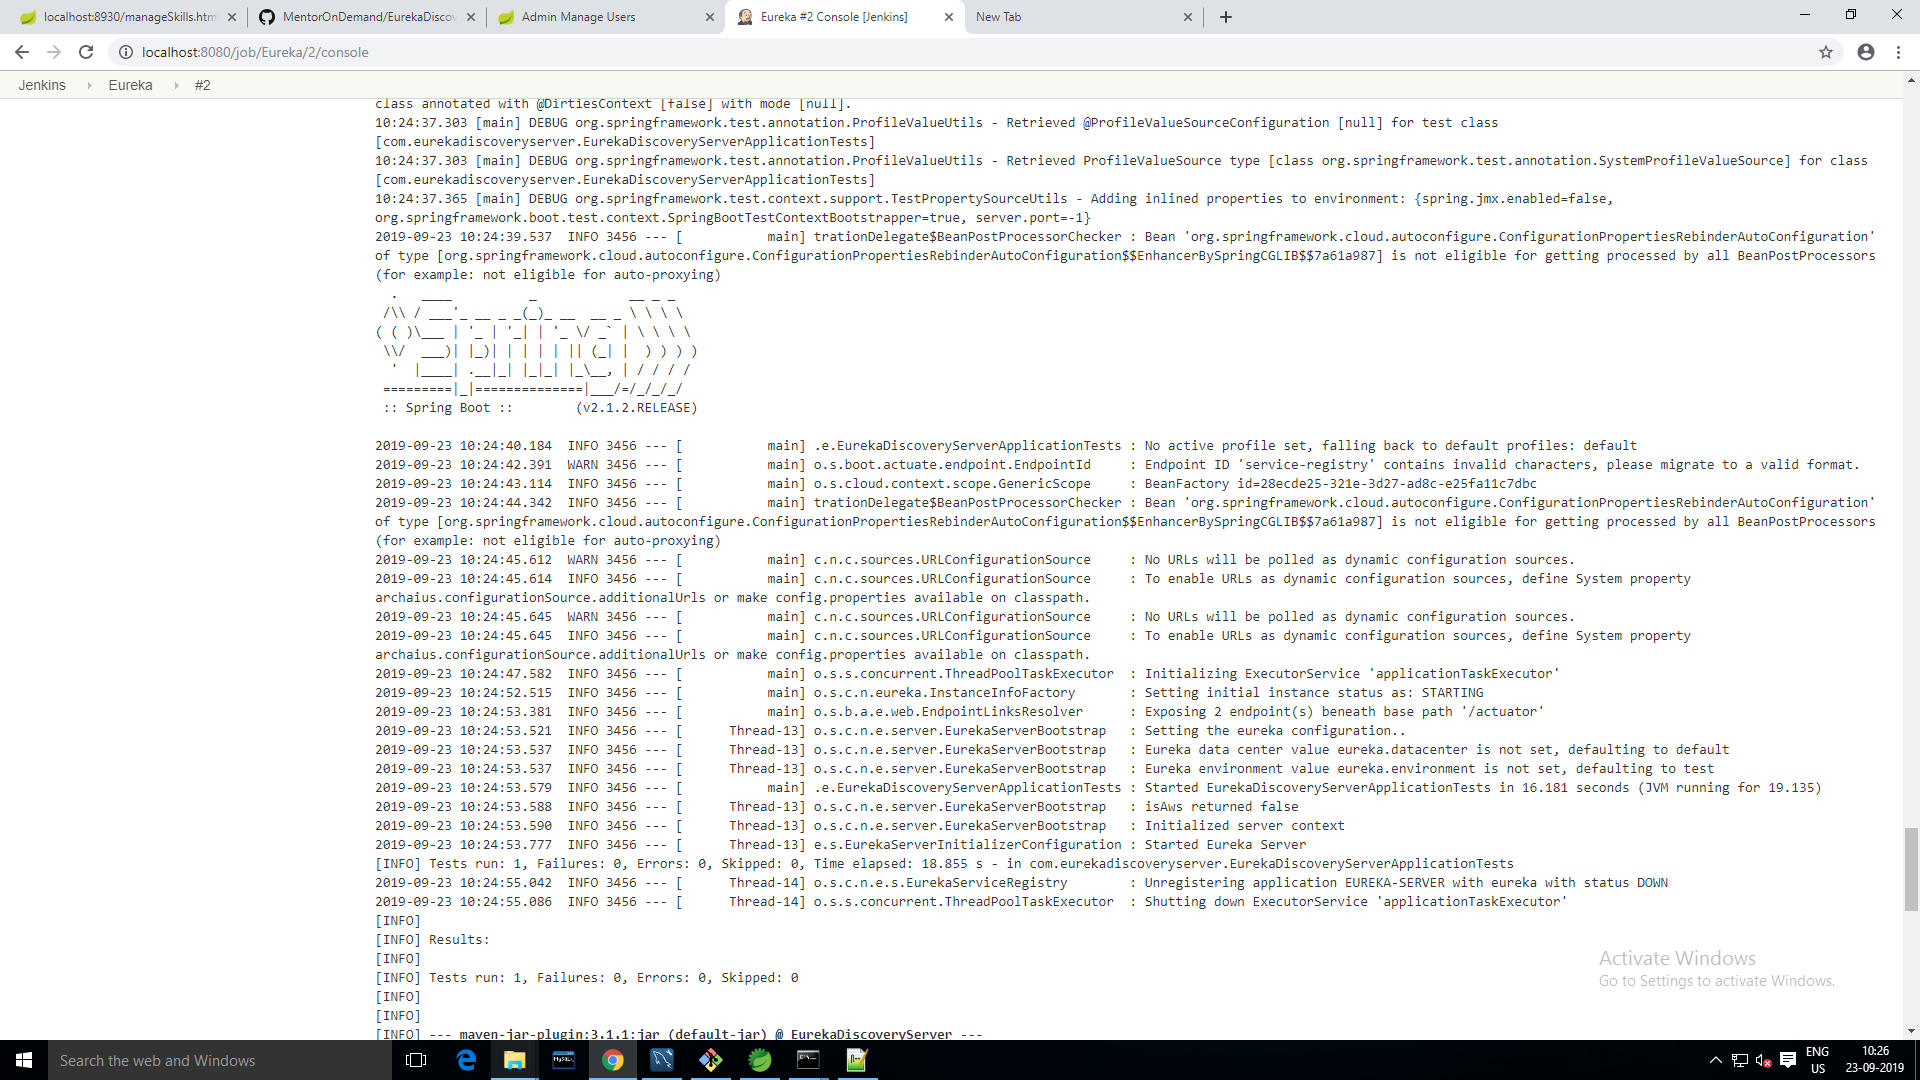 localhost:8930/manageSkills.htm
MentorOnDemand/EurekaDiscov
Admin Manage Users
Eureka #2 Console [Jenkins]
New Tab
localhost:8080/job/Eureka/2/console
Jenkins Eureka #2
class annotated with @DirtiesContext [false] with mode [null].
10:24:37.303 [main] DEBUG org.springframework.test.annotation.ProfileValueUtils - Retrieved @ProfileValueSourceConfiguration [null] for test class
[com.eurekadiscoveryserver.EurekaDiscoveryServerApplicationTests]
10:24:37.303 [main] DEBUG org.springframework.test.annotation.ProfileValueUtils - Retrieved ProfileValueSource type [class org.springframework.test.annotation.SystemProfileValueSource] for class
[com.eurekadiscoveryserver.EurekaDiscoveryServerApplicationTests]
10:24:37.365 [main] DEBUG org.springframework.test.context.support.TestPropertySourceUtils - Adding inlined properties to environment: {spring.jmx.enabled=false,
org.springframework.boot.test.context.SpringBootTestContextBootstrapper=true, server.port=-1}
2019-09-23 10:24:39.537  INFO 3456 --- [           main] trationDelegate$BeanPostProcessorChecker : Bean 'org.springframework.cloud.autoconfigure.ConfigurationPropertiesRebinderAutoConfiguration'
of type [org.springframework.cloud.autoconfigure.ConfigurationPropertiesRebinderAutoConfiguration$$EnhancerBySpringCGLIB$$7a61a987] is not eligible for getting processed by all BeanPostProcessors
(for example: not eligible for auto-proxying)
  .   ____          _            __ _ _
 /\\ / ___'_ __ _ _(_)_ __  __ _ \ \ \ \
( ( )\___ | '_ | '_| | '_ \/ _` | \ \ \ \
 \\/  ___)| |_)| | | | | || (_| |  ) ) ) )
  '  |____| .__|_| |_|_| |_\__, | / / / /
 =========|_|==============|___/=/_/_/_/
 :: Spring Boot ::        (v2.1.2.RELEASE)
2019-09-23 10:24:40.184  INFO 3456 --- [           main] .e.EurekaDiscoveryServerApplicationTests : No active profile set, falling back to default profiles: default
2019-09-23 10:24:42.391  WARN 3456 --- [           main] o.s.boot.actuate.endpoint.EndpointId     : Endpoint ID 'service-registry' contains invalid characters, please migrate to a valid format.
2019-09-23 10:24:43.114  INFO 3456 --- [           main] o.s.cloud.context.scope.GenericScope     : BeanFactory id=28ecde25-321e-3d27-ad8c-e25fa11c7dbc
2019-09-23 10:24:44.342  INFO 3456 --- [           main] trationDelegate$BeanPostProcessorChecker : Bean 'org.springframework.cloud.autoconfigure.ConfigurationPropertiesRebinderAutoConfiguration'
of type [org.springframework.cloud.autoconfigure.ConfigurationPropertiesRebinderAutoConfiguration$$EnhancerBySpringCGLIB$$7a61a987] is not eligible for getting processed by all BeanPostProcessors
(for example: not eligible for auto-proxying)
2019-09-23 10:24:45.612  WARN 3456 --- [           main] c.n.c.sources.URLConfigurationSource     : No URLs will be polled as dynamic configuration sources.
2019-09-23 10:24:45.614  INFO 3456 --- [           main] c.n.c.sources.URLConfigurationSource     : To enable URLs as dynamic configuration sources, define System property
archaius.configurationSource.additionalUrls or make config.properties available on classpath.
2019-09-23 10:24:45.645  WARN 3456 --- [           main] c.n.c.sources.URLConfigurationSource     : No URLs will be polled as dynamic configuration sources.
2019-09-23 10:24:45.645  INFO 3456 --- [           main] c.n.c.sources.URLConfigurationSource     : To enable URLs as dynamic configuration sources, define System property
archaius.configurationSource.additionalUrls or make config.properties available on classpath.
2019-09-23 10:24:47.582  INFO 3456 --- [           main] o.s.s.concurrent.ThreadPoolTaskExecutor  : Initializing ExecutorService 'applicationTaskExecutor'
2019-09-23 10:24:52.515  INFO 3456 --- [           main] o.s.c.n.eureka.InstanceInfoFactory       : Setting initial instance status as: STARTING
2019-09-23 10:24:53.381  INFO 3456 --- [           main] o.s.b.a.e.web.EndpointLinksResolver      : Exposing 2 endpoint(s) beneath base path '/actuator'
2019-09-23 10:24:53.521  INFO 3456 --- [      Thread-13] o.s.c.n.e.server.EurekaServerBootstrap   : Setting the eureka configuration..
2019-09-23 10:24:53.537  INFO 3456 --- [      Thread-13] o.s.c.n.e.server.EurekaServerBootstrap   : Eureka data center value eureka.datacenter is not set, defaulting to default
2019-09-23 10:24:53.537  INFO 3456 --- [      Thread-13] o.s.c.n.e.server.EurekaServerBootstrap   : Eureka environment value eureka.environment is not set, defaulting to test
2019-09-23 10:24:53.579  INFO 3456 --- [           main] .e.EurekaDiscoveryServerApplicationTests : Started EurekaDiscoveryServerApplicationTests in 16.181 seconds (JVM running for 19.135)
2019-09-23 10:24:53.588  INFO 3456 --- [      Thread-13] o.s.c.n.e.server.EurekaServerBootstrap   : isAws returned false
2019-09-23 10:24:53.590  INFO 3456 --- [      Thread-13] o.s.c.n.e.server.EurekaServerBootstrap   : Initialized server context
2019-09-23 10:24:53.777  INFO 3456 --- [      Thread-13] e.s.EurekaServerInitializerConfiguration : Started Eureka Server
[INFO] Tests run: 1, Failures: 0, Errors: 0, Skipped: 0, Time elapsed: 18.855 s - in com.eurekadiscoveryserver.EurekaDiscoveryServerApplicationTests
2019-09-23 10:24:55.042  INFO 3456 --- [      Thread-14] o.s.c.n.e.s.EurekaServiceRegistry        : Unregistering application EUREKA-SERVER with eureka with status DOWN
2019-09-23 10:24:55.086  INFO 3456 --- [      Thread-14] o.s.s.concurrent.ThreadPoolTaskExecutor  : Shutting down ExecutorService 'applicationTaskExecutor'
[INFO]
[INFO] Results:
[INFO]
[INFO] Tests run: 1, Failures: 0, Errors: 0, Skipped: 0
[INFO]
[INFO]
[INFO] --- maven-jar-plugin:3.1.1:jar (default-jar) @ EurekaDiscoveryServer ---
Activate Windows
Go to Settings to activate Windows.
Search the web and Windows
MySQL
ENG
US
10:26
23-09-2019